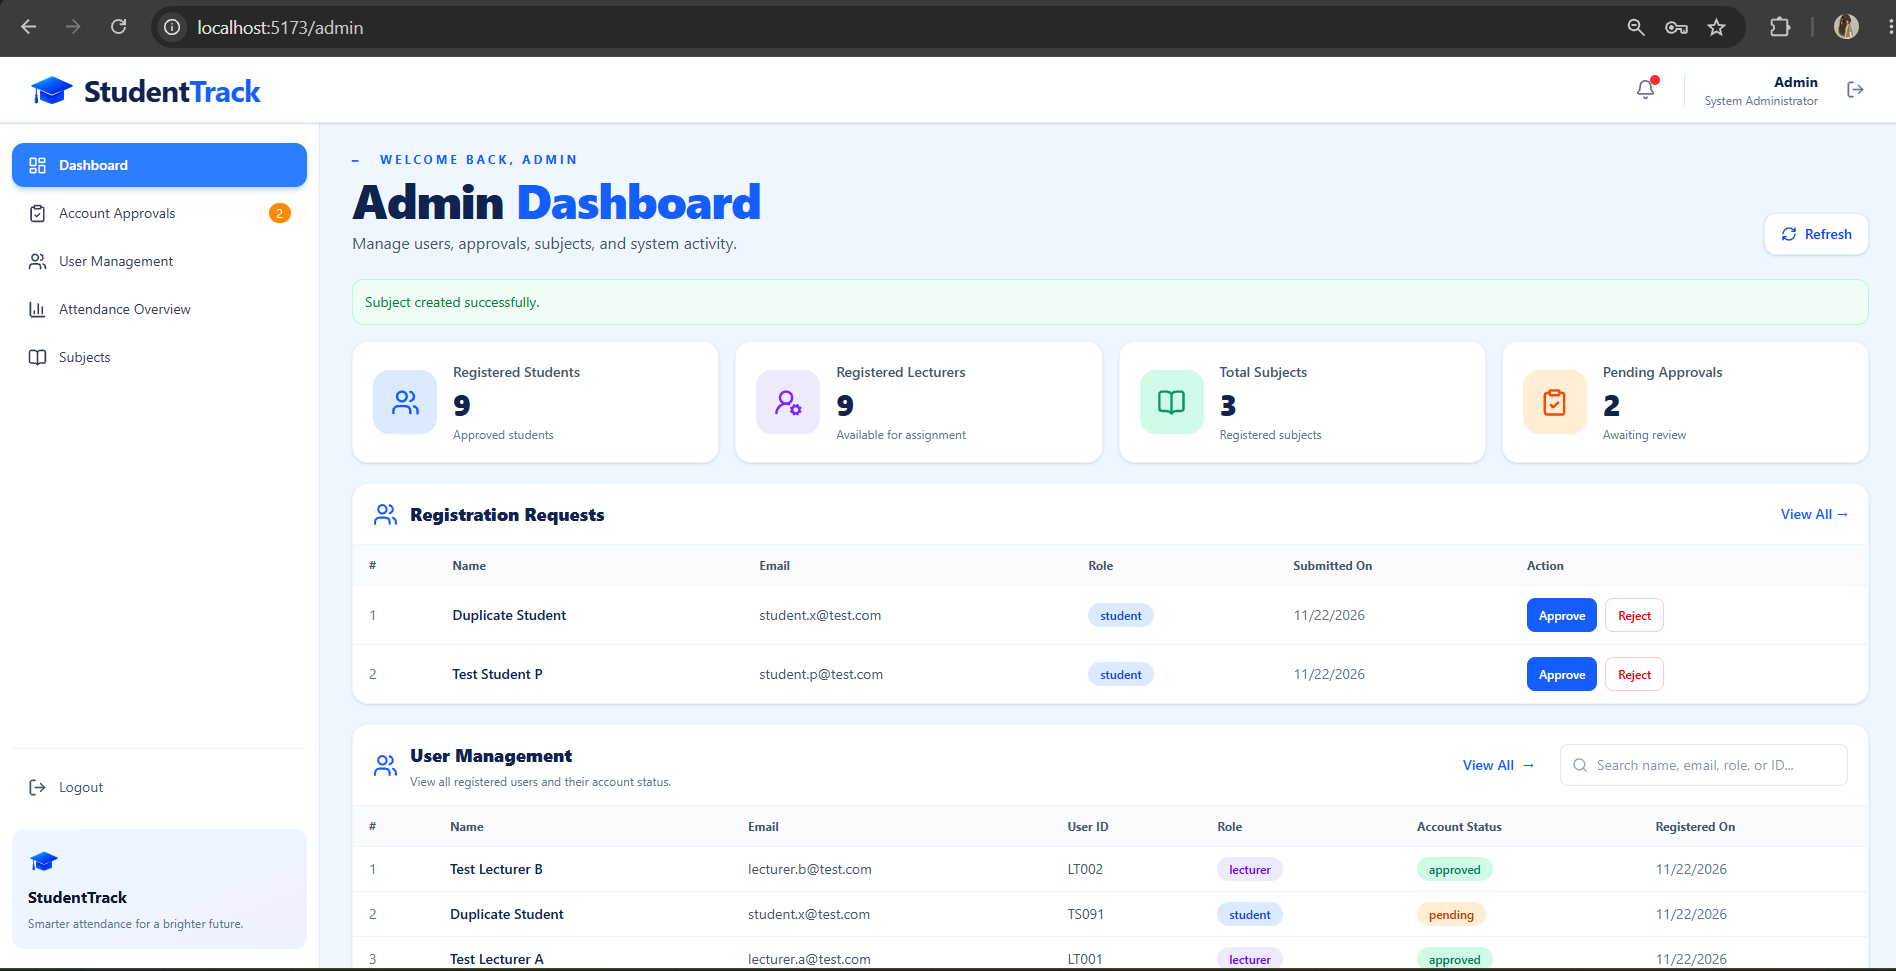 localhost:5173/admin
StudentTrack
Admin
System Administrator
Dashboard
Account Approvals 2
User Management
Attendance Overview
Subjects
Logout
StudentTrack
Smarter attendance for a brighter future.
– WELCOME BACK, ADMIN
Admin Dashboard
Manage users, approvals, subjects, and system activity.
Refresh
Subject created successfully.
Registered Students
9
Approved students
Registered Lecturers
9
Available for assignment
Total Subjects
3
Registered subjects
Pending Approvals
2
Awaiting review
Registration Requests View All →
# Name Email Role Submitted On Action
1 Duplicate Student student.x@test.com student 11/22/2026 Approve Reject
2 Test Student P student.p@test.com student 11/22/2026 Approve Reject
User Management
View all registered users and their account status.
View All → Search name, email, role, or ID...
# Name Email User ID Role Account Status Registered On
1 Test Lecturer B lecturer.b@test.com LT002 lecturer approved 11/22/2026
2 Duplicate Student student.x@test.com TS091 student pending 11/22/2026
3 Test Lecturer A lecturer.a@test.com LT001 lecturer approved 11/22/2026